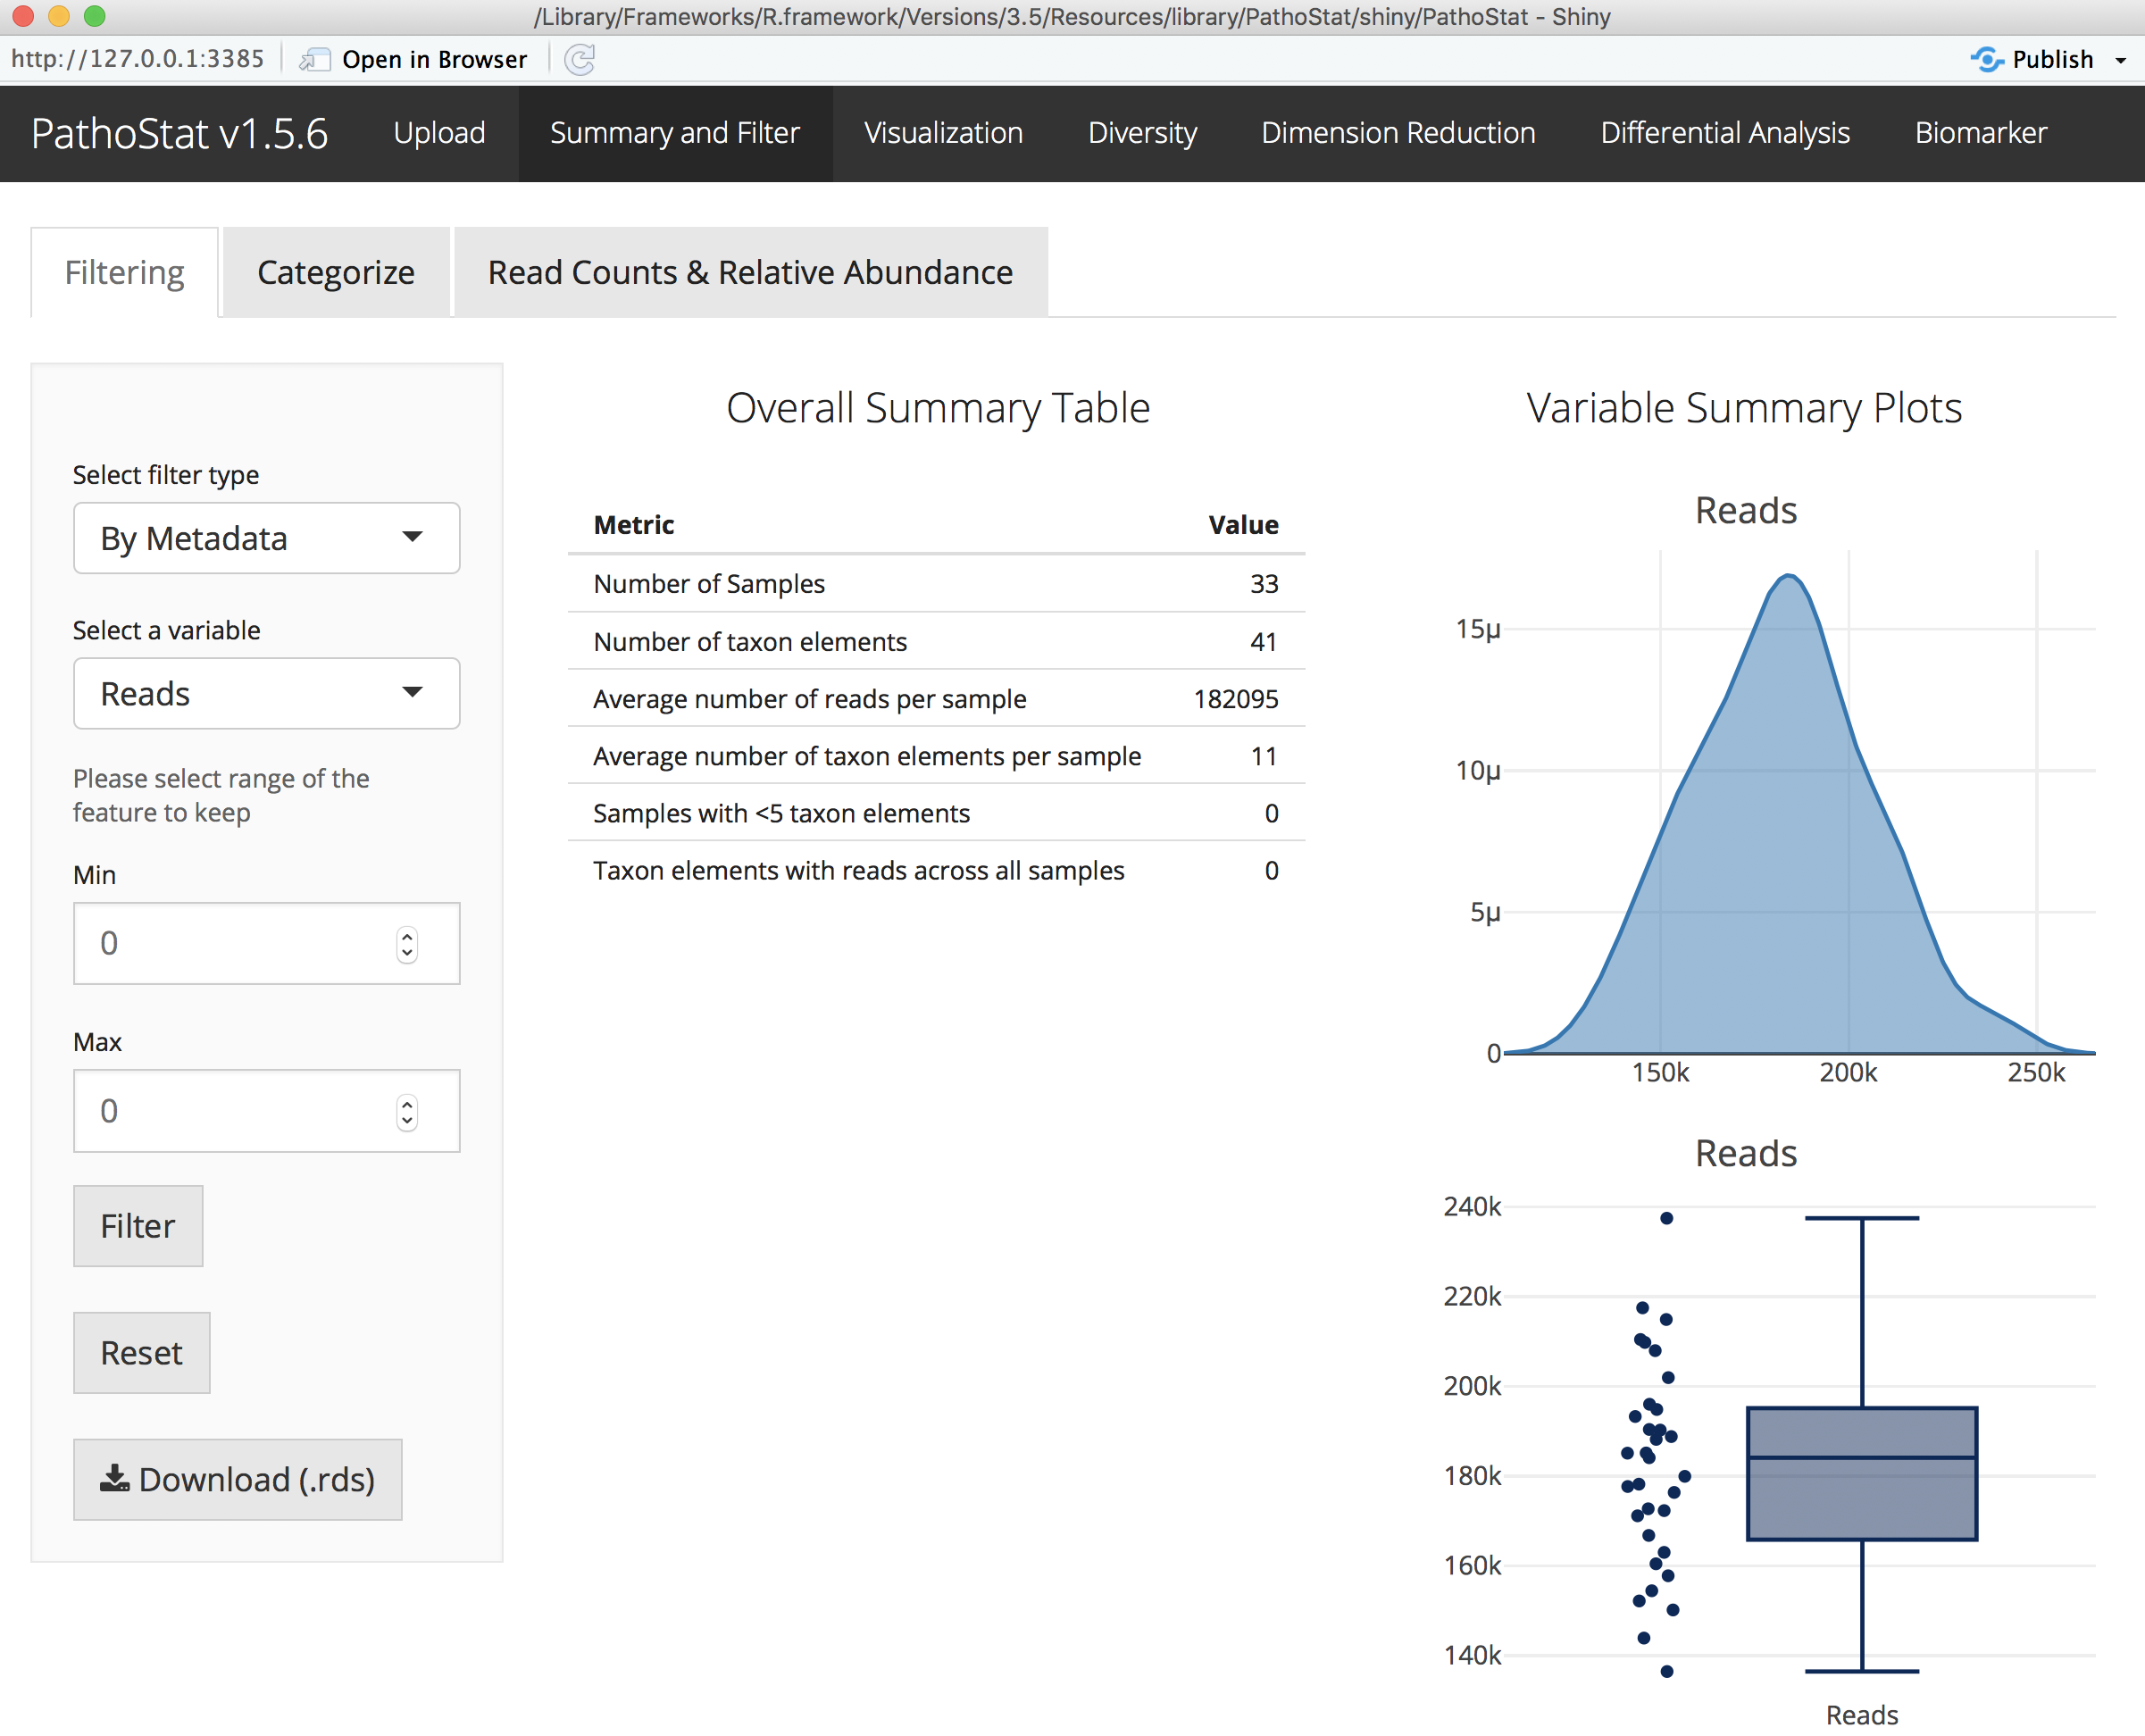 /Library/Frameworks/R.framework/Versions/3.5/Resources/library/PathoStat/shiny/PathoStat - Shiny
http://127.0.0.1:3385 Open in Browser Publish
PathoStat v1.5.6 Upload Summary and Filter Visualization Diversity Dimension Reduction Differential Analysis Biomarker
Filtering Categorize Read Counts & Relative Abundance
Select filter type
By Metadata
Select a variable
Reads
Please select range of the
feature to keep
Min
0
Max
0
Filter
Reset
Download (.rds)
Overall Summary Table
Metric Value
Number of Samples 33
Number of taxon elements 41
Average number of reads per sample 182095
Average number of taxon elements per sample 11
Samples with <5 taxon elements 0
Taxon elements with reads across all samples 0
Variable Summary Plots
Reads
15μ
10μ
5μ
0
150k 200k 250k
Reads
240k
220k
200k
180k
160k
140k
Reads